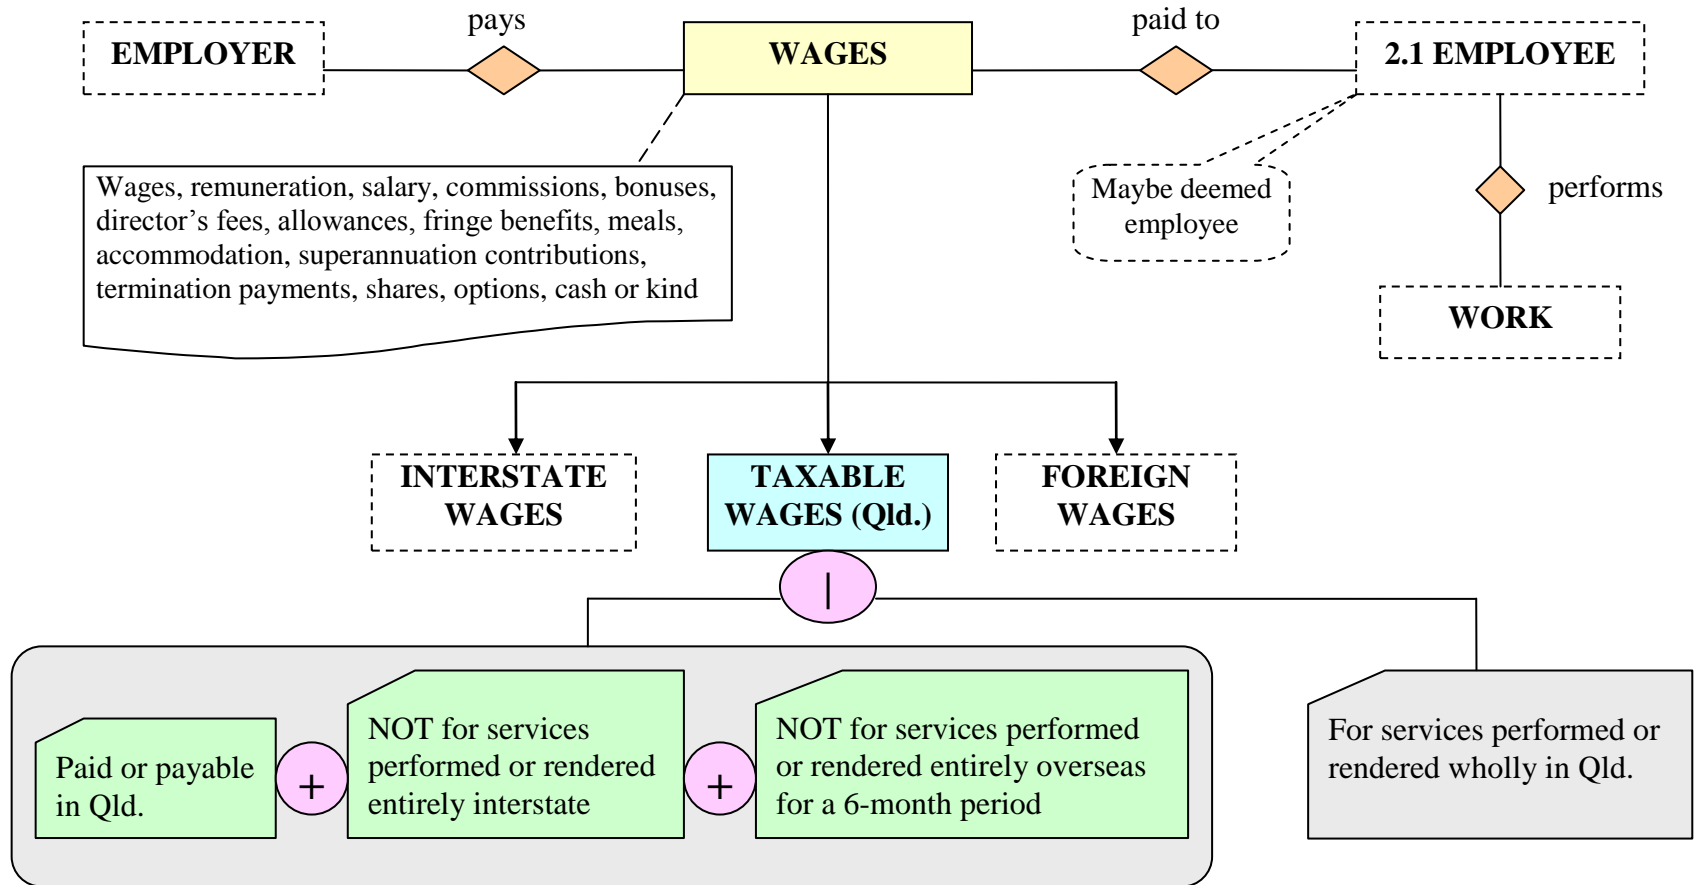 pays
paid to
EMPLOYER
WAGES
2.1 EMPLOYEE
Wages, remuneration, salary, commissions, bonuses,
director’s fees, allowances, fringe benefits, meals,
accommodation, superannuation contributions,
termination payments, shares, options, cash or kind
Maybe deemed
employee
performs
WORK
INTERSTATE
WAGES
TAXABLE
WAGES (Qld.)
FOREIGN
WAGES
|
Paid or payable
in Qld.
+
NOT for services
performed or rendered
entirely interstate
+
NOT for services performed
or rendered entirely overseas
for a 6-month period
For services performed or
rendered wholly in Qld.